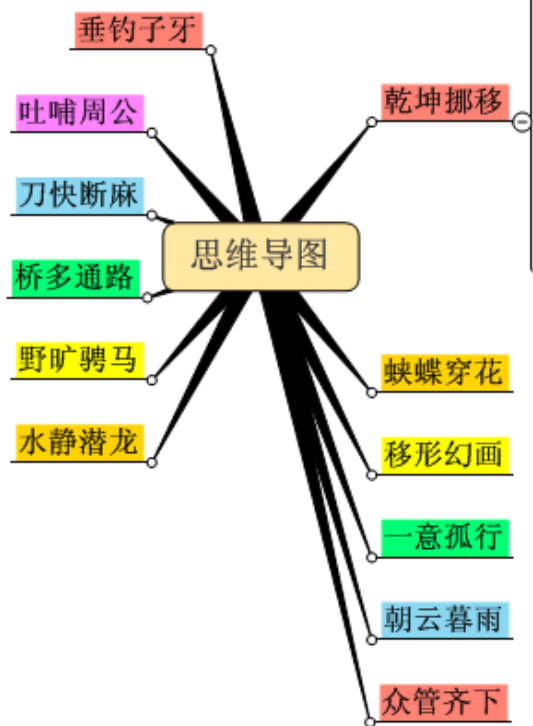 垂钓子牙
吐哺周公
刀快断麻
桥多通路
野旷骋马
水静潜龙
思维导图
乾坤挪移
蛱蝶穿花
移形幻画
一意孤行
朝云暮雨
众管齐下